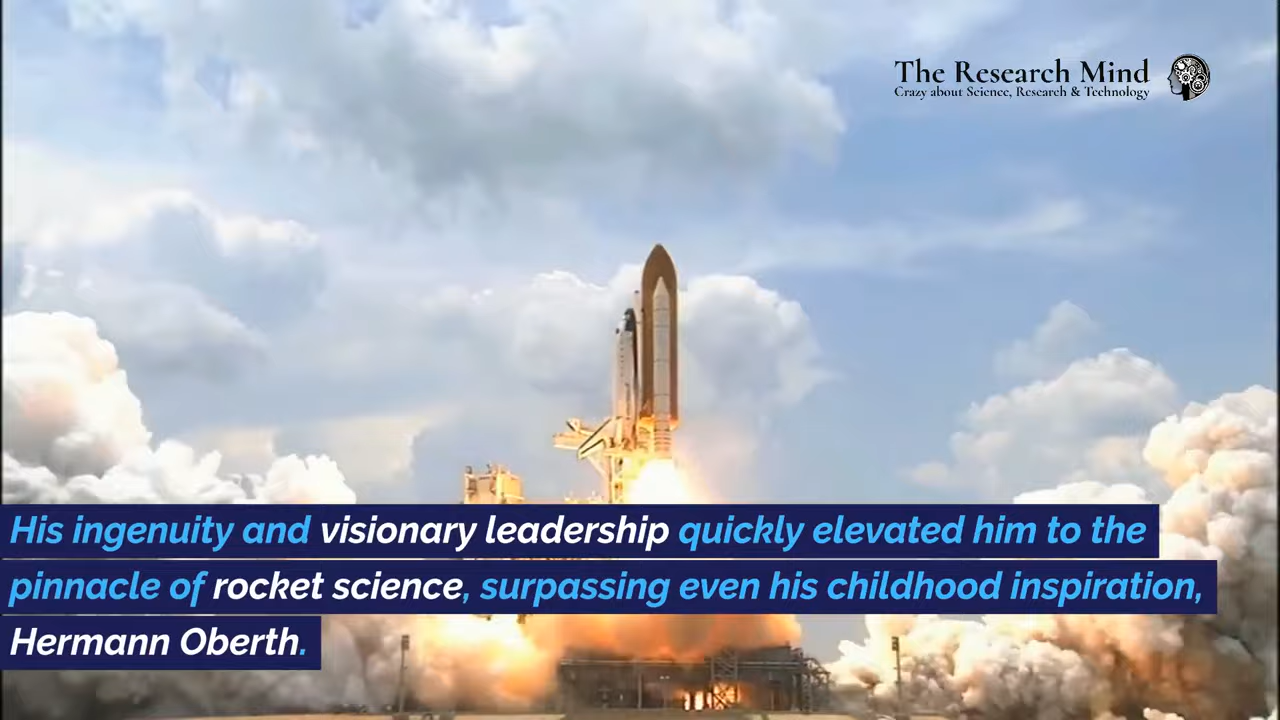 The Research Mind
Crazy about Science, Research & Technology
His ingenuity and visionary leadership quickly elevated him to the
pinnacle of rocket science, surpassing even his childhood inspiration,
Hermann Oberth.